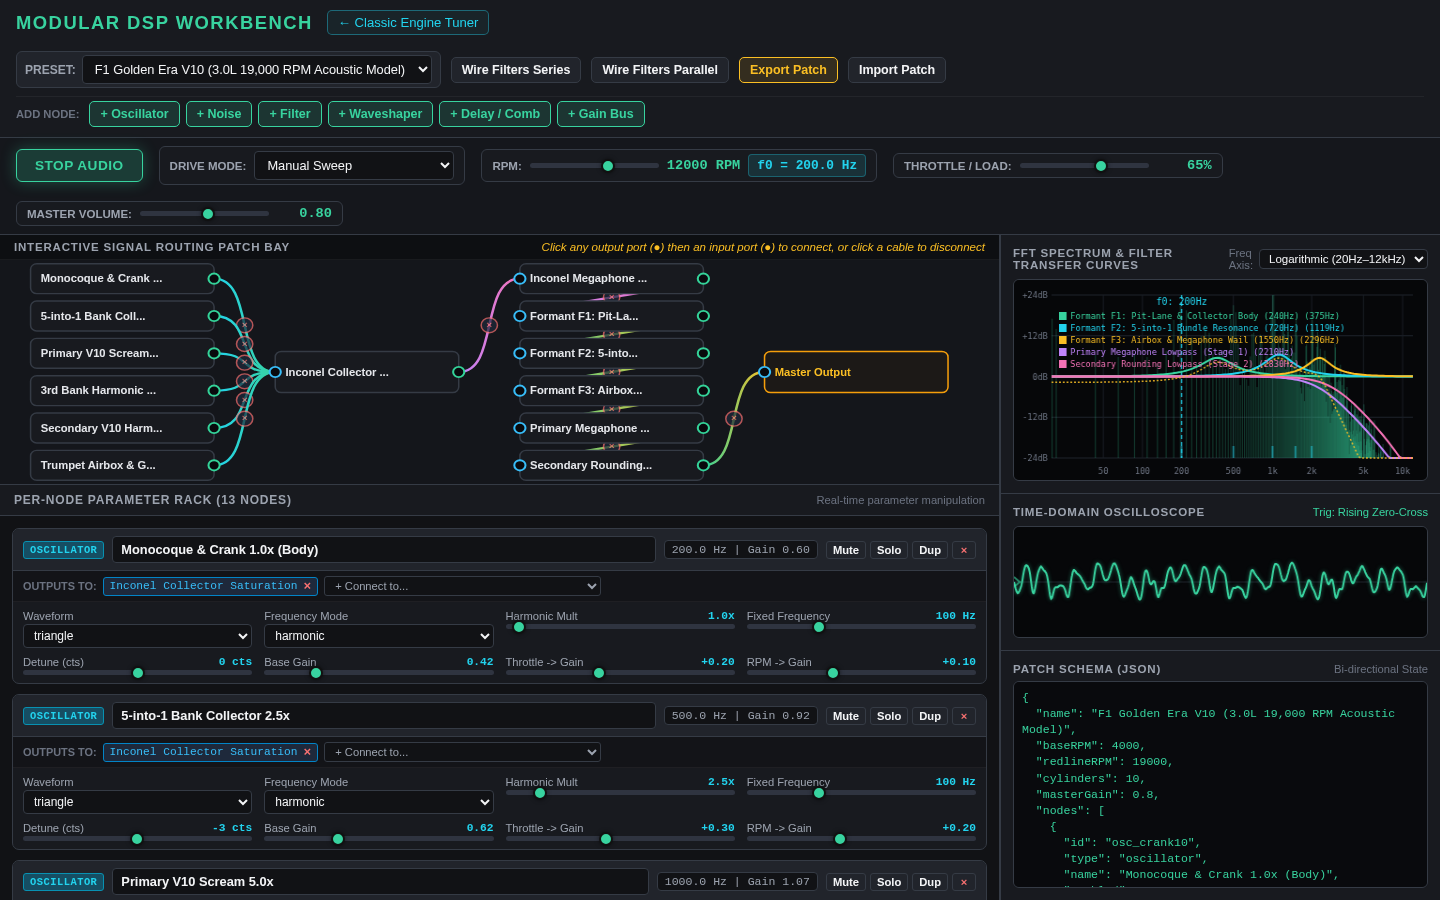 MODULAR DSP WORKBENCH
← Classic Engine Tuner
PRESET: F1 Golden Era V10 (3.0L 19,000 RPM Acoustic Model)
Wire Filters Series
Wire Filters Parallel
Export Patch
Import Patch
ADD NODE:
+ Oscillator
+ Noise
+ Filter
+ Waveshaper
+ Delay / Comb
+ Gain Bus
STOP AUDIO
DRIVE MODE: Manual Sweep
RPM: 12000 RPM f0 = 200.0 Hz
THROTTLE / LOAD: 65%
MASTER VOLUME: 0.80
INTERACTIVE SIGNAL ROUTING PATCH BAY
Click any output port (●) then an input port (●) to connect, or click a cable to disconnect
Monocoque & Crank ...
5-into-1 Bank Coll...
Primary V10 Scream...
3rd Bank Harmonic ...
Secondary V10 Harm...
Trumpet Airbox & G...
Inconel Collector ...
Inconel Megaphone ...
Formant F1: Pit-La...
Formant F2: 5-into...
Formant F3: Airbox...
Primary Megaphone ...
Secondary Rounding...
Master Output
PER-NODE PARAMETER RACK (13 NODES)
Real-time parameter manipulation
OSCILLATOR
Monocoque & Crank 1.0x (Body)
200.0 Hz | Gain 0.60
Mute Solo Dup ×
OUTPUTS TO: Inconel Collector Saturation × + Connect to...
Waveform
triangle
Frequency Mode
harmonic
Harmonic Mult 1.0x
Fixed Frequency 100 Hz
Detune (cts) 0 cts
Base Gain 0.42
Throttle -> Gain +0.20
RPM -> Gain +0.10
OSCILLATOR
5-into-1 Bank Collector 2.5x
500.0 Hz | Gain 0.92
Mute Solo Dup ×
OUTPUTS TO: Inconel Collector Saturation × + Connect to...
Waveform
triangle
Frequency Mode
harmonic
Harmonic Mult 2.5x
Fixed Frequency 100 Hz
Detune (cts) -3 cts
Base Gain 0.62
Throttle -> Gain +0.30
RPM -> Gain +0.20
OSCILLATOR
Primary V10 Scream 5.0x
1000.0 Hz | Gain 1.07
Mute Solo Dup ×
FFT SPECTRUM & FILTER
TRANSFER CURVES
Freq
Axis:
Logarithmic (20Hz–12kHz)
+24dB
+12dB
0dB
-12dB
-24dB
f0: 200Hz
Formant F1: Pit-Lane & Collector Body (240Hz) (375Hz)
Formant F2: 5-into-1 Bundle Resonance (720Hz) (1119Hz)
Formant F3: Airbox & Megaphone Wail (1550Hz) (2296Hz)
Primary Megaphone Lowpass (Stage 1) (2210Hz)
Secondary Rounding Lowpass (Stage 2) (2830Hz)
50 100 200 500 1k 2k 5k 10k
TIME-DOMAIN OSCILLOSCOPE
Trig: Rising Zero-Cross
PATCH SCHEMA (JSON)
Bi-directional State
{
"name": "F1 Golden Era V10 (3.0L 19,000 RPM Acoustic
Model)",
"baseRPM": 4000,
"redlineRPM": 19000,
"cylinders": 10,
"masterGain": 0.8,
"nodes": [
{
"id": "osc_crank10",
"type": "oscillator",
"name": "Monocoque & Crank 1.0x (Body)",